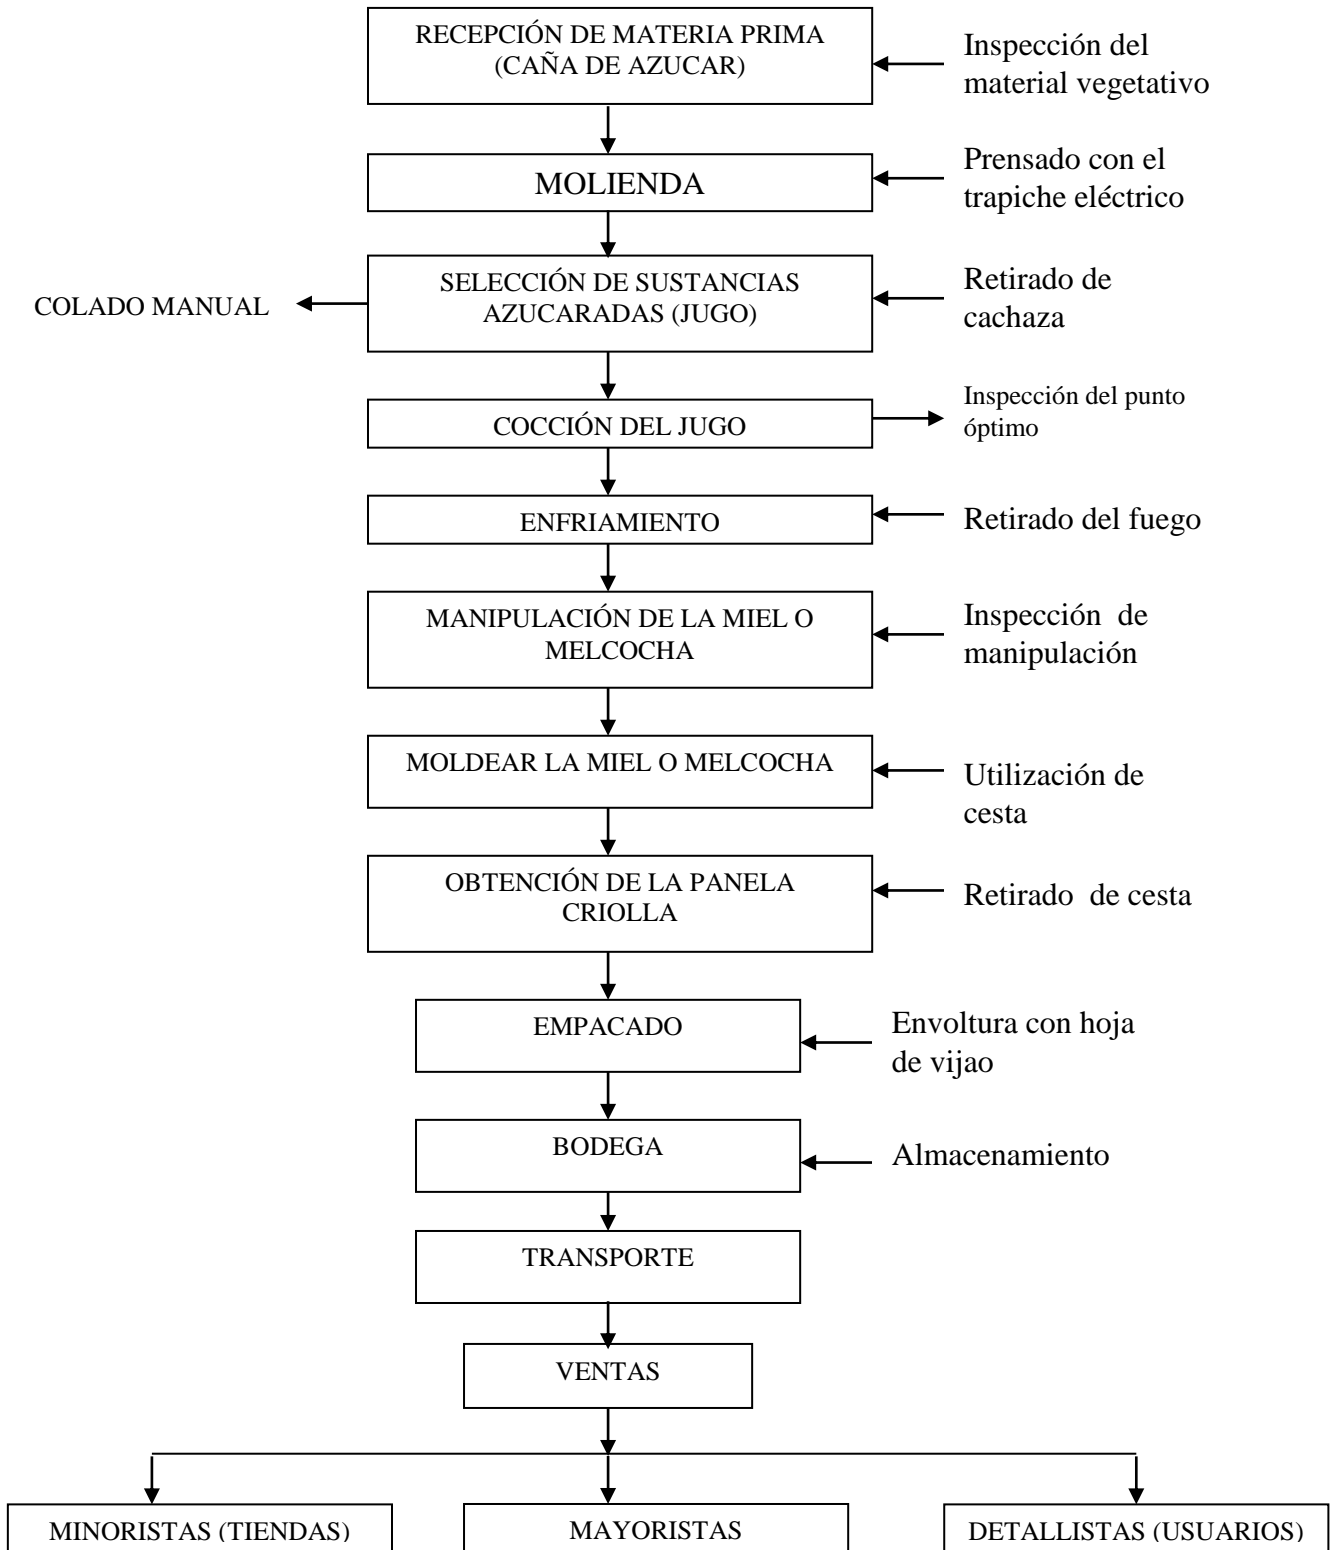 RECEPCIÓN DE MATERIA PRIMA
(CAÑA DE AZUCAR)
Inspección del
material vegetativo
MOLIENDA
Prensado con el
trapiche eléctrico
COLADO MANUAL
SELECCIÓN DE SUSTANCIAS
AZUCARADAS (JUGO)
Retirado de
cachaza
COCCIÓN DEL JUGO
Inspección del punto
óptimo
ENFRIAMIENTO
Retirado del fuego
MANIPULACIÓN DE LA MIEL O
MELCOCHA
Inspección  de
manipulación
MOLDEAR LA MIEL O MELCOCHA
Utilización de
cesta
OBTENCIÓN DE LA PANELA
CRIOLLA
Retirado  de cesta
EMPACADO
Envoltura con hoja
de vijao
BODEGA
Almacenamiento
TRANSPORTE
VENTAS
MINORISTAS (TIENDAS)
MAYORISTAS
DETALLISTAS (USUARIOS)